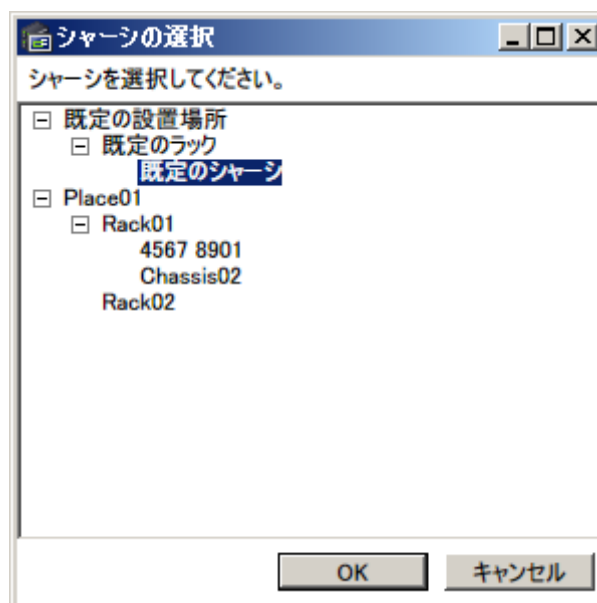 シャーシの選択
シャーシを選択してください。
既定の設置場所
既定のラック
既定のシャーシ
Place01
Rack01
4567 8901
Chassis02
Rack02
OK キャンセル